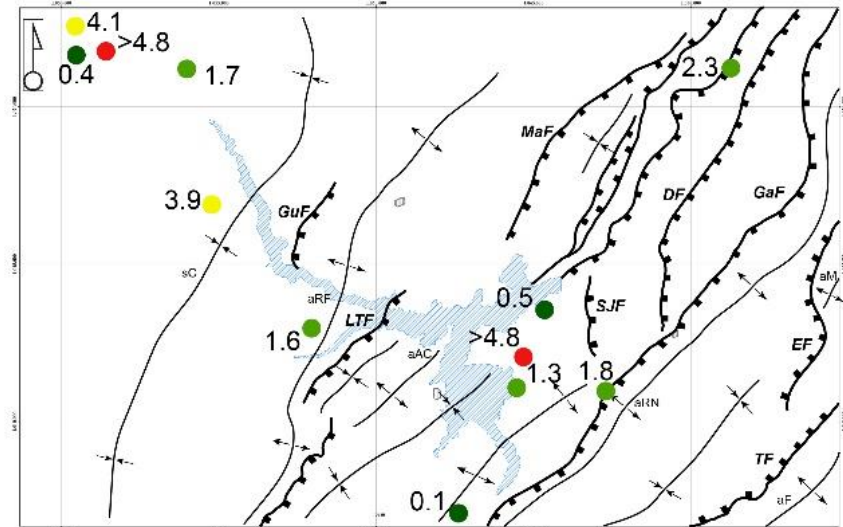 4.1
>4.8
0.4
1.7
2.3
MaF
3.9
GuF
DF
GaF
sC
aM
aRF
0.5
SJF
LTF
1.6
>4.8
aAC
EF
1.3
1.8
aRN
TF
0.1
aF